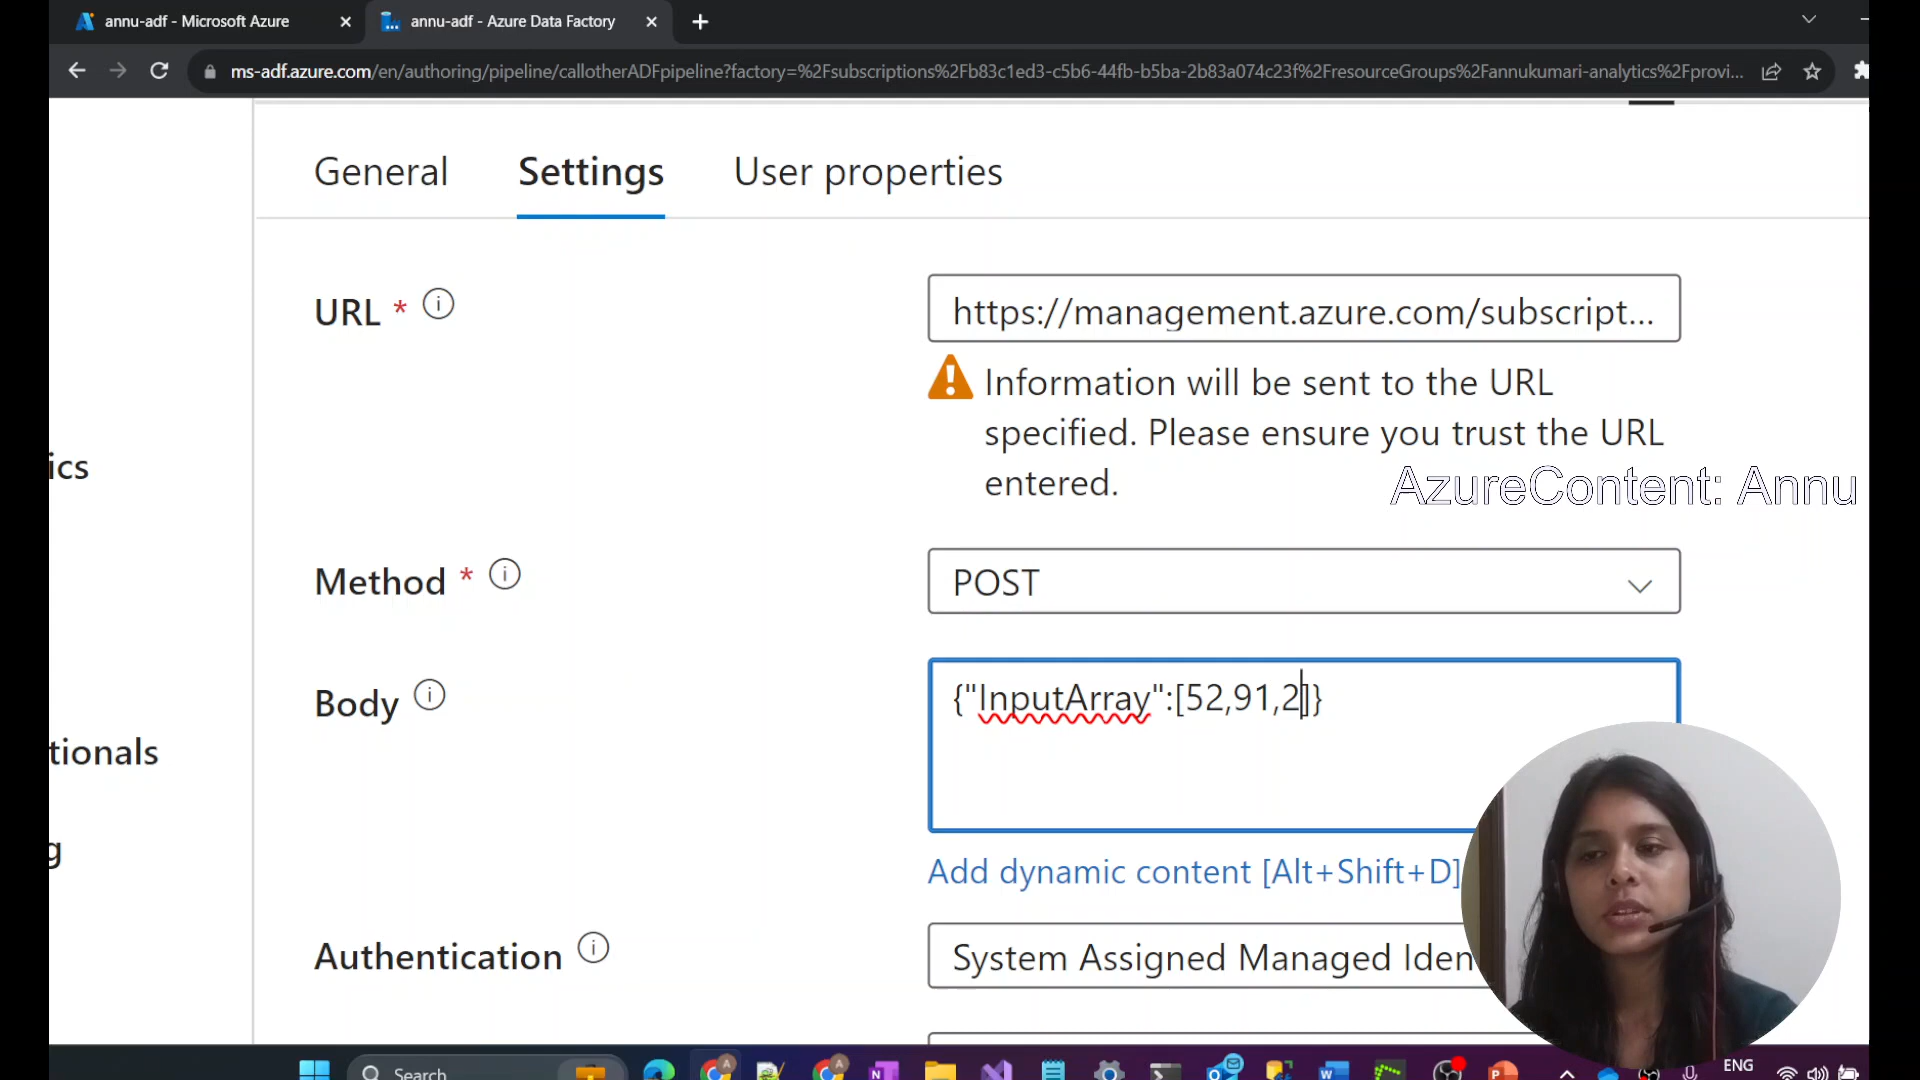 annu-adf - Microsoft Azure
annu-adf - Azure Data Factory
ms-adf.azure.com/en/authoring/pipeline/callotherADFpipeline?factory=%2Fsubscriptions%2Fb83c1ed3-c5b6-44fb-b5ba-2b83a074c23f%2FresourceGroups%2Fannukumari-analytics%2Fprovi...
General Settings User properties
URL *
https://management.azure.com/subscript...
Information will be sent to the URL
specified. Please ensure you trust the URL
entered.
ics
AzureContent: Annu
Method *
POST
Body
{"InputArray":[52,91,2]}
tionals
g
Add dynamic content [Alt+Shift+D]
Authentication
System Assigned Managed Iden
Search
ENG